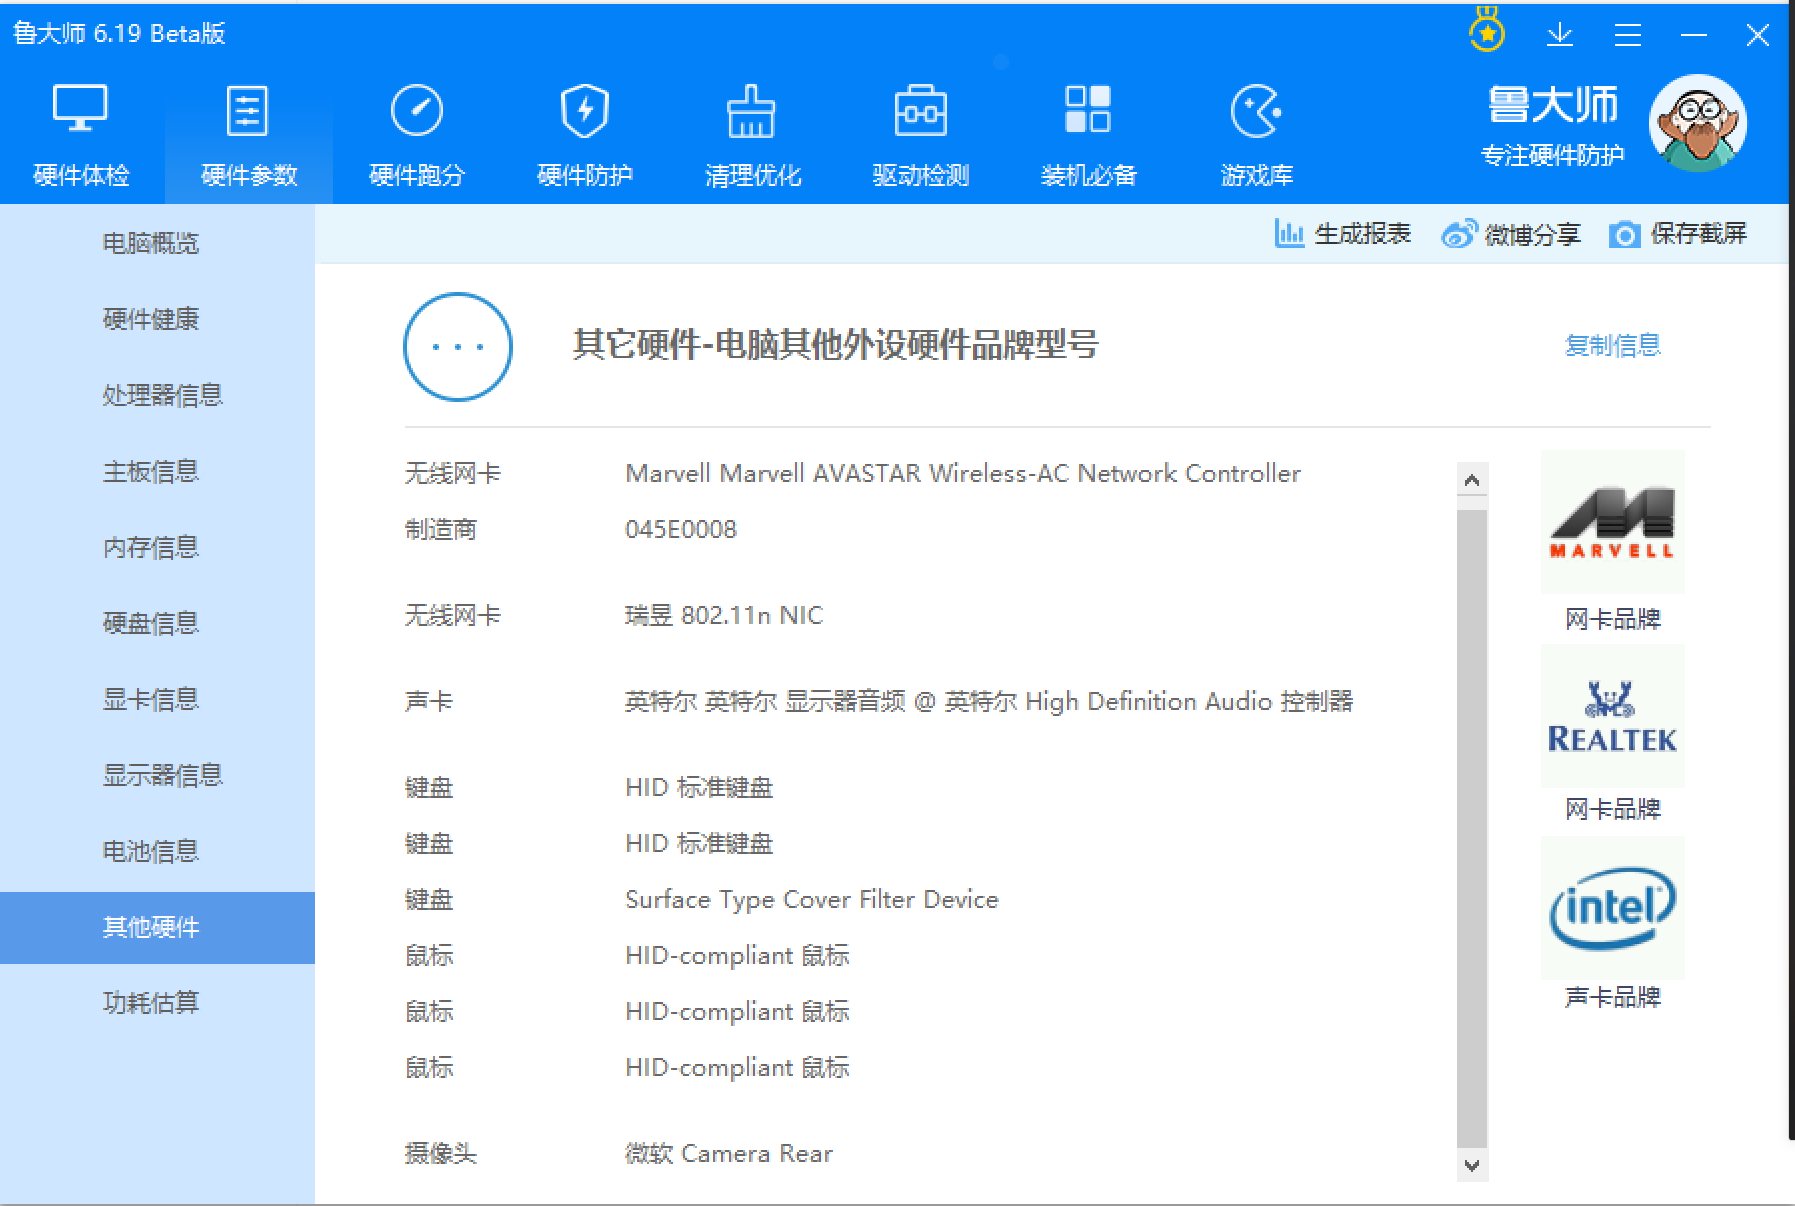 鲁大师 6.19 Beta版
硬件体检
硬件参数
硬件跑分
硬件防护
清理优化
驱动检测
装机必备
游戏库
鲁大师
专注硬件防护
电脑概览
硬件健康
处理器信息
主板信息
内存信息
硬盘信息
显卡信息
显示器信息
电池信息
其他硬件
功耗估算
生成报表
微博分享
保存截屏
其它硬件-电脑其他外设硬件品牌型号
复制信息
无线网卡 Marvell Marvell AVASTAR Wireless-AC Network Controller
制造商 045E0008
无线网卡 瑞昱 802.11n NIC
声卡 英特尔 英特尔 显示器音频 @ 英特尔 High Definition Audio 控制器
键盘 HID 标准键盘
键盘 HID 标准键盘
键盘 Surface Type Cover Filter Device
鼠标 HID-compliant 鼠标
鼠标 HID-compliant 鼠标
鼠标 HID-compliant 鼠标
摄像头 微软 Camera Rear
MARVELL
网卡品牌
REALTEK
网卡品牌
intel
声卡品牌